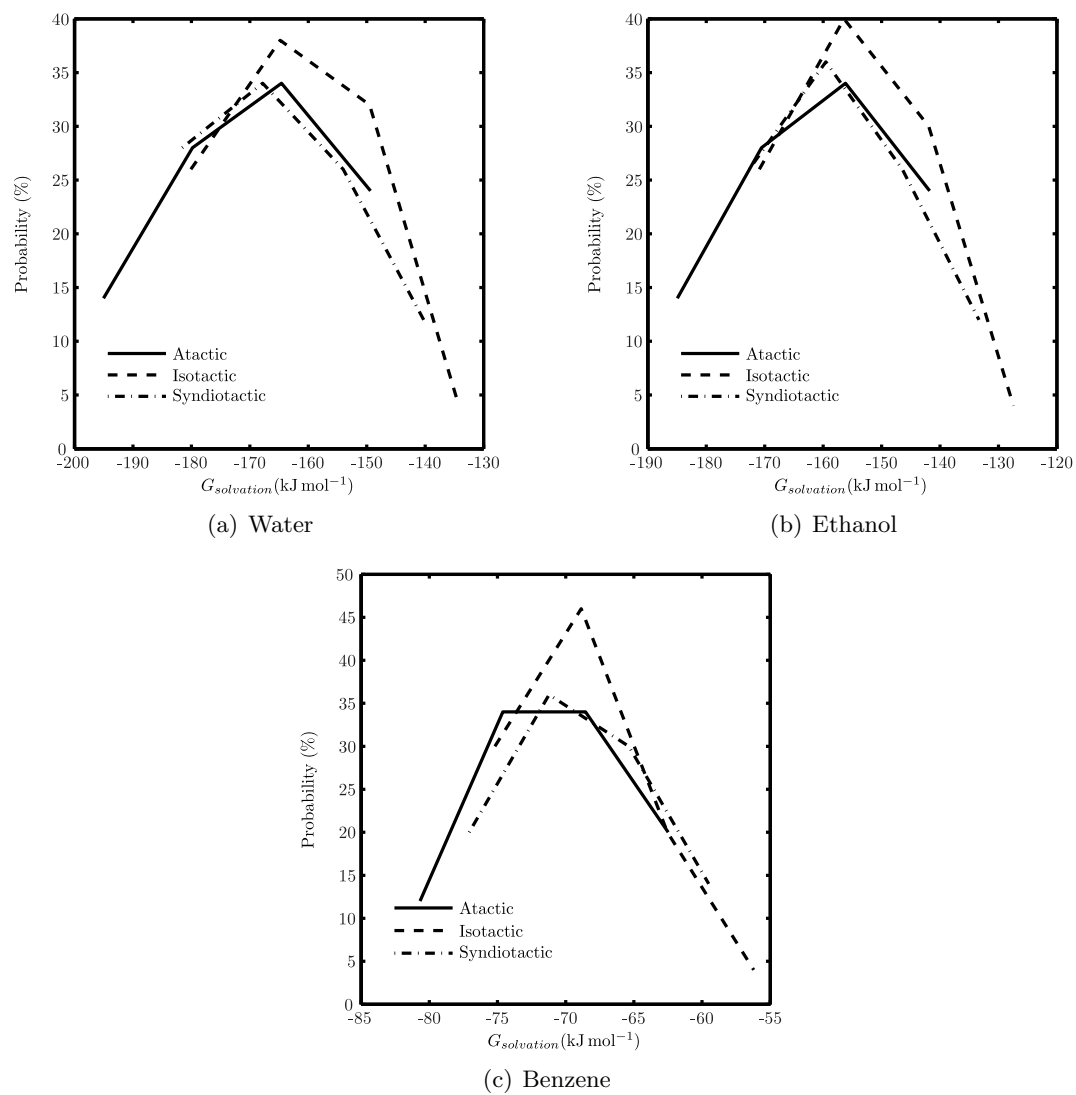 40
35
30
25
20
15
10
5
0
Probability (%)
Atactic
Isotactic
Syndiotactic
-200 -190 -180 -170 -160 -150 -140 -130
G_solvation(kJ mol⁻¹)
(a) Water
40
35
30
25
20
15
10
5
0
Probability (%)
Atactic
Isotactic
Syndiotactic
-190 -180 -170 -160 -150 -140 -130 -120
G_solvation(kJ mol⁻¹)
(b) Ethanol
50
45
40
35
30
25
20
15
10
5
0
Probability (%)
Atactic
Isotactic
Syndiotactic
-85 -80 -75 -70 -65 -60 -55
G_solvation(kJ mol⁻¹)
(c) Benzene